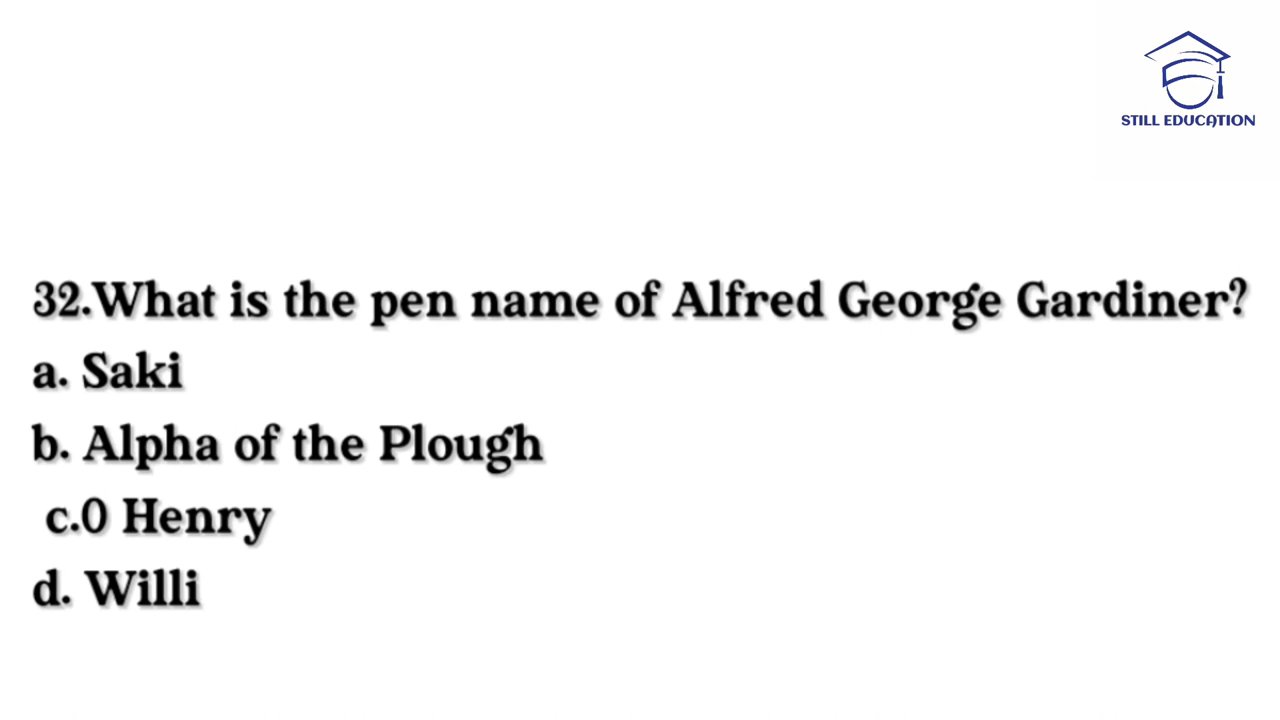 STILL EDUCATION
32.What is the pen name of Alfred George Gardiner?
a. Saki
b. Alpha of the Plough
c.0 Henry
d. Willi